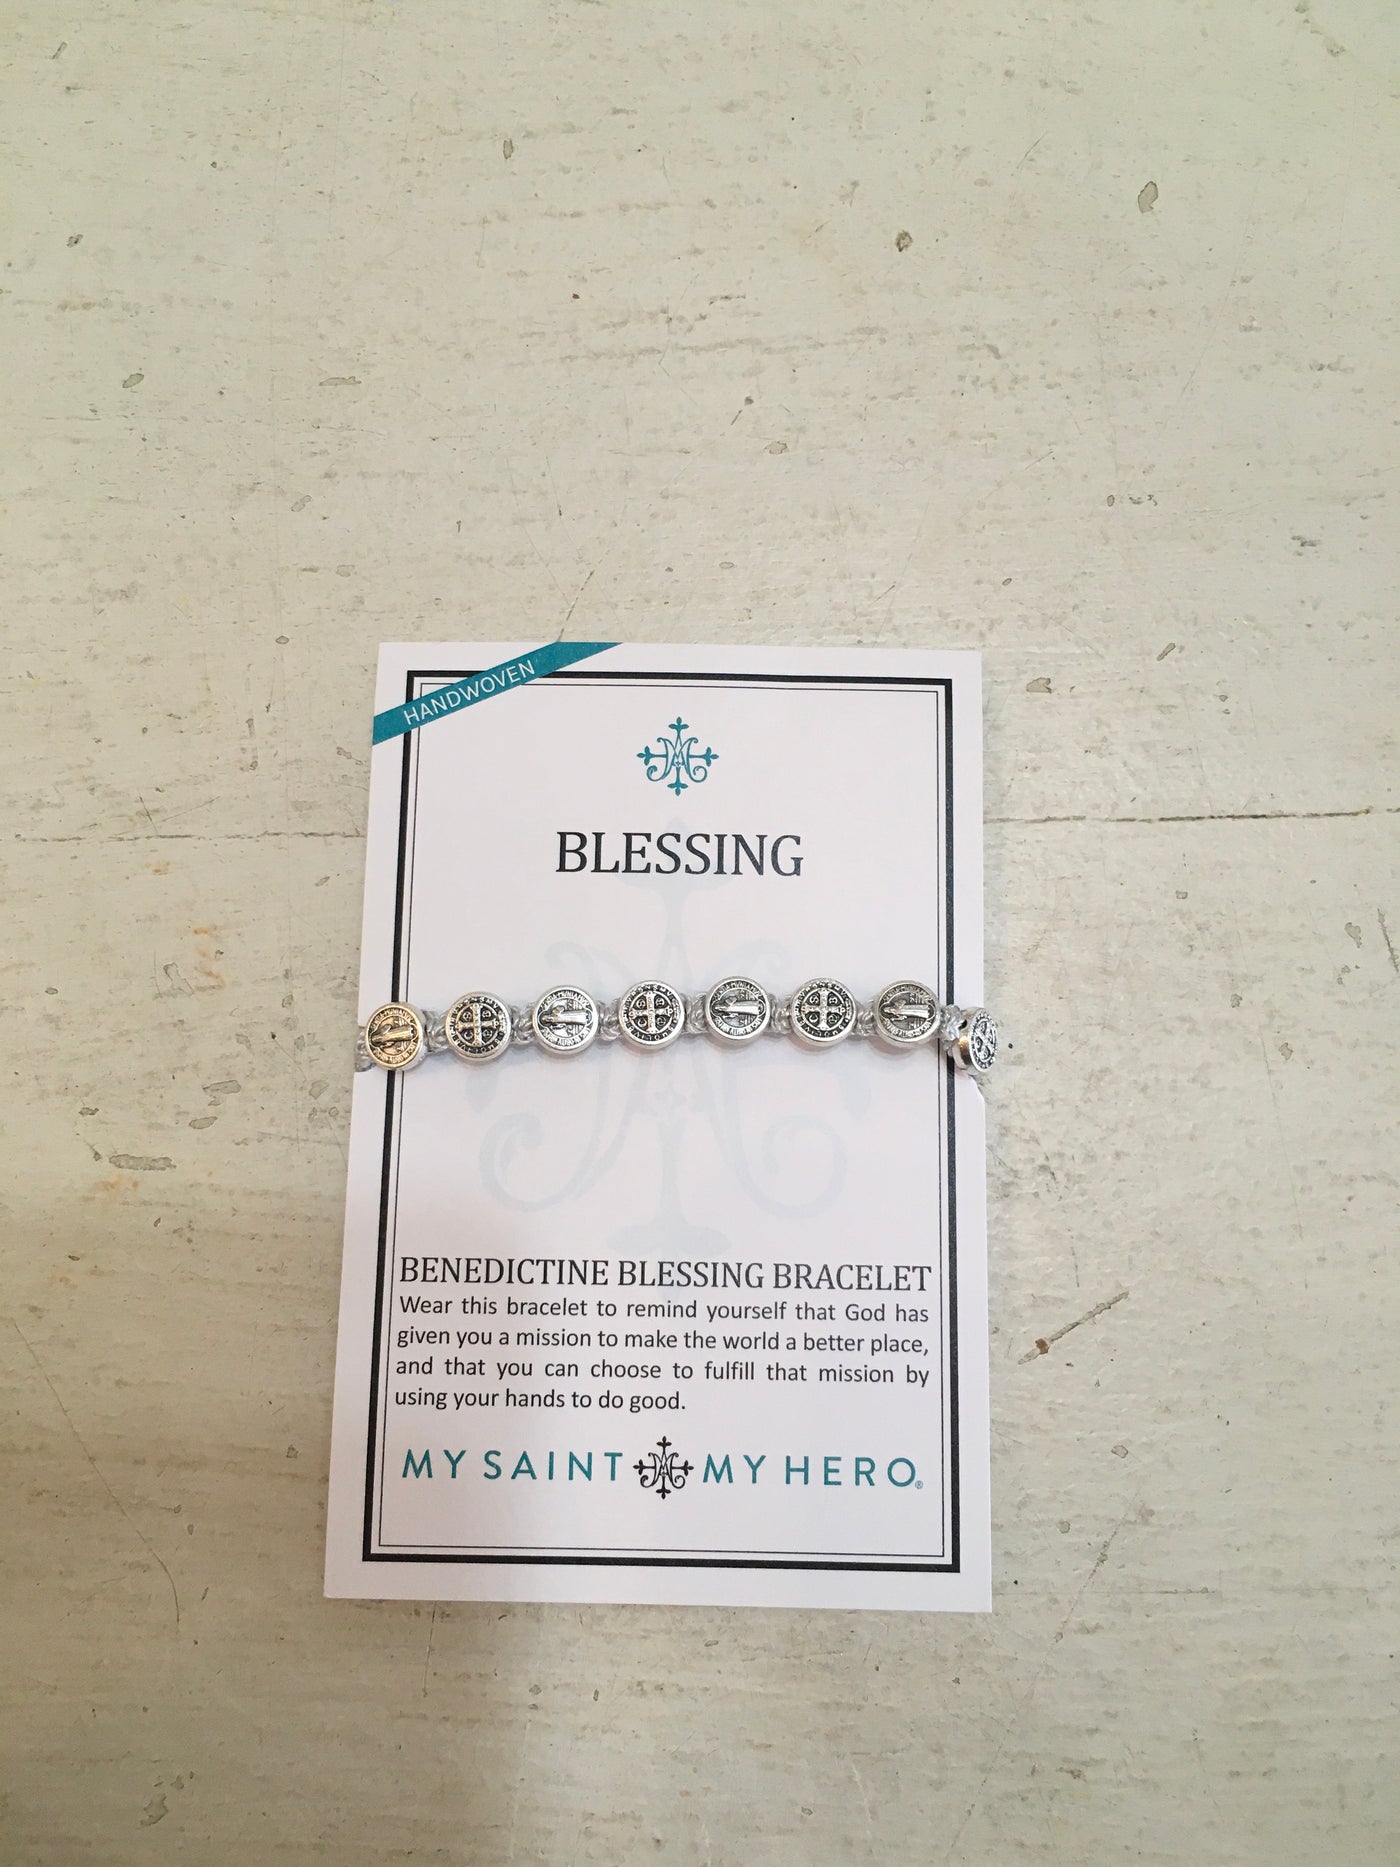 HANDWOVEN
BLESSING
BENEDICTINE BLESSING BRACELET
Wear this bracelet to remind yourself that God has
given you a mission to make the world a better place,
and that you can choose to fulfill that mission by
using your hands to do good.
MY SAINT MY HERO®